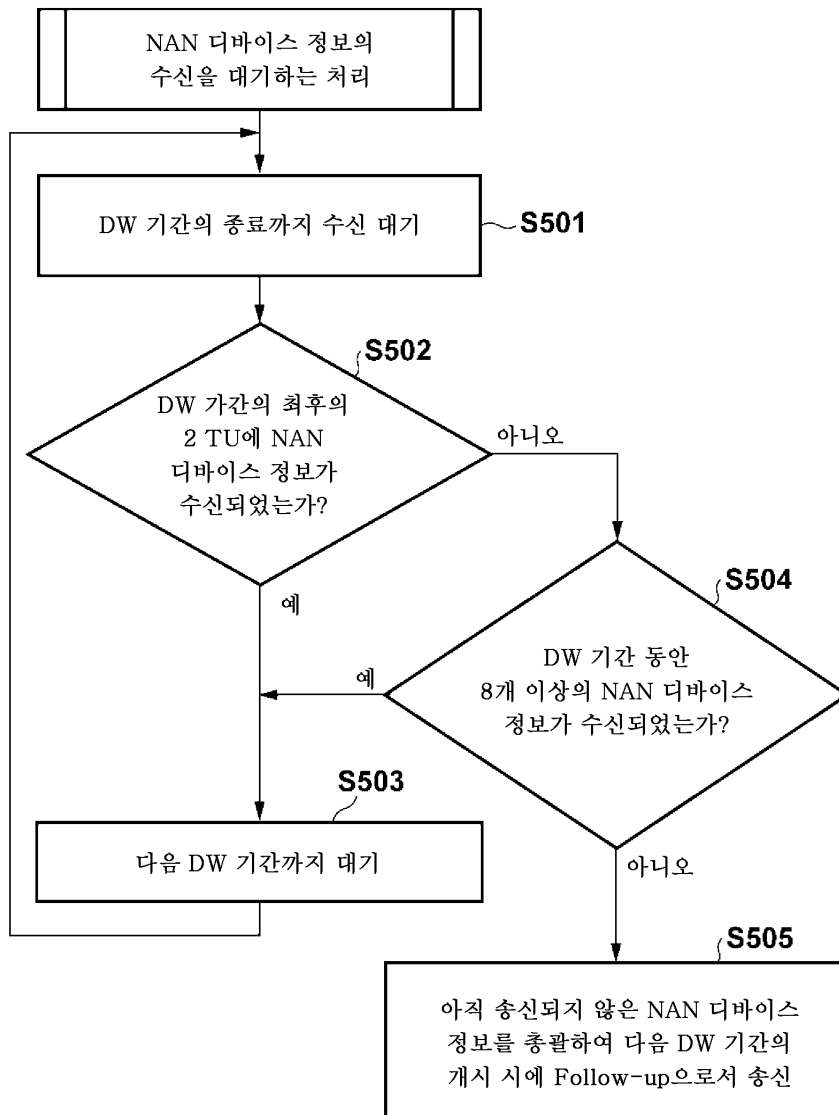 NAN 디바이스 정보의
수신을 대기하는 처리
DW 기간의 종료까지 수신 대기
S501
S502
DW 가간의 최후의
2 TU에 NAN
디바이스 정보가
수신되었는가?
아니오
예
S504
DW 기간 동안
8개 이상의 NAN 디바이스
정보가 수신되었는가?
예
S503
다음 DW 기간까지 대기
아니오
S505
아직 송신되지 않은 NAN 디바이스
정보를 총괄하여 다음 DW 기간의
개시 시에 Follow-up으로서 송신